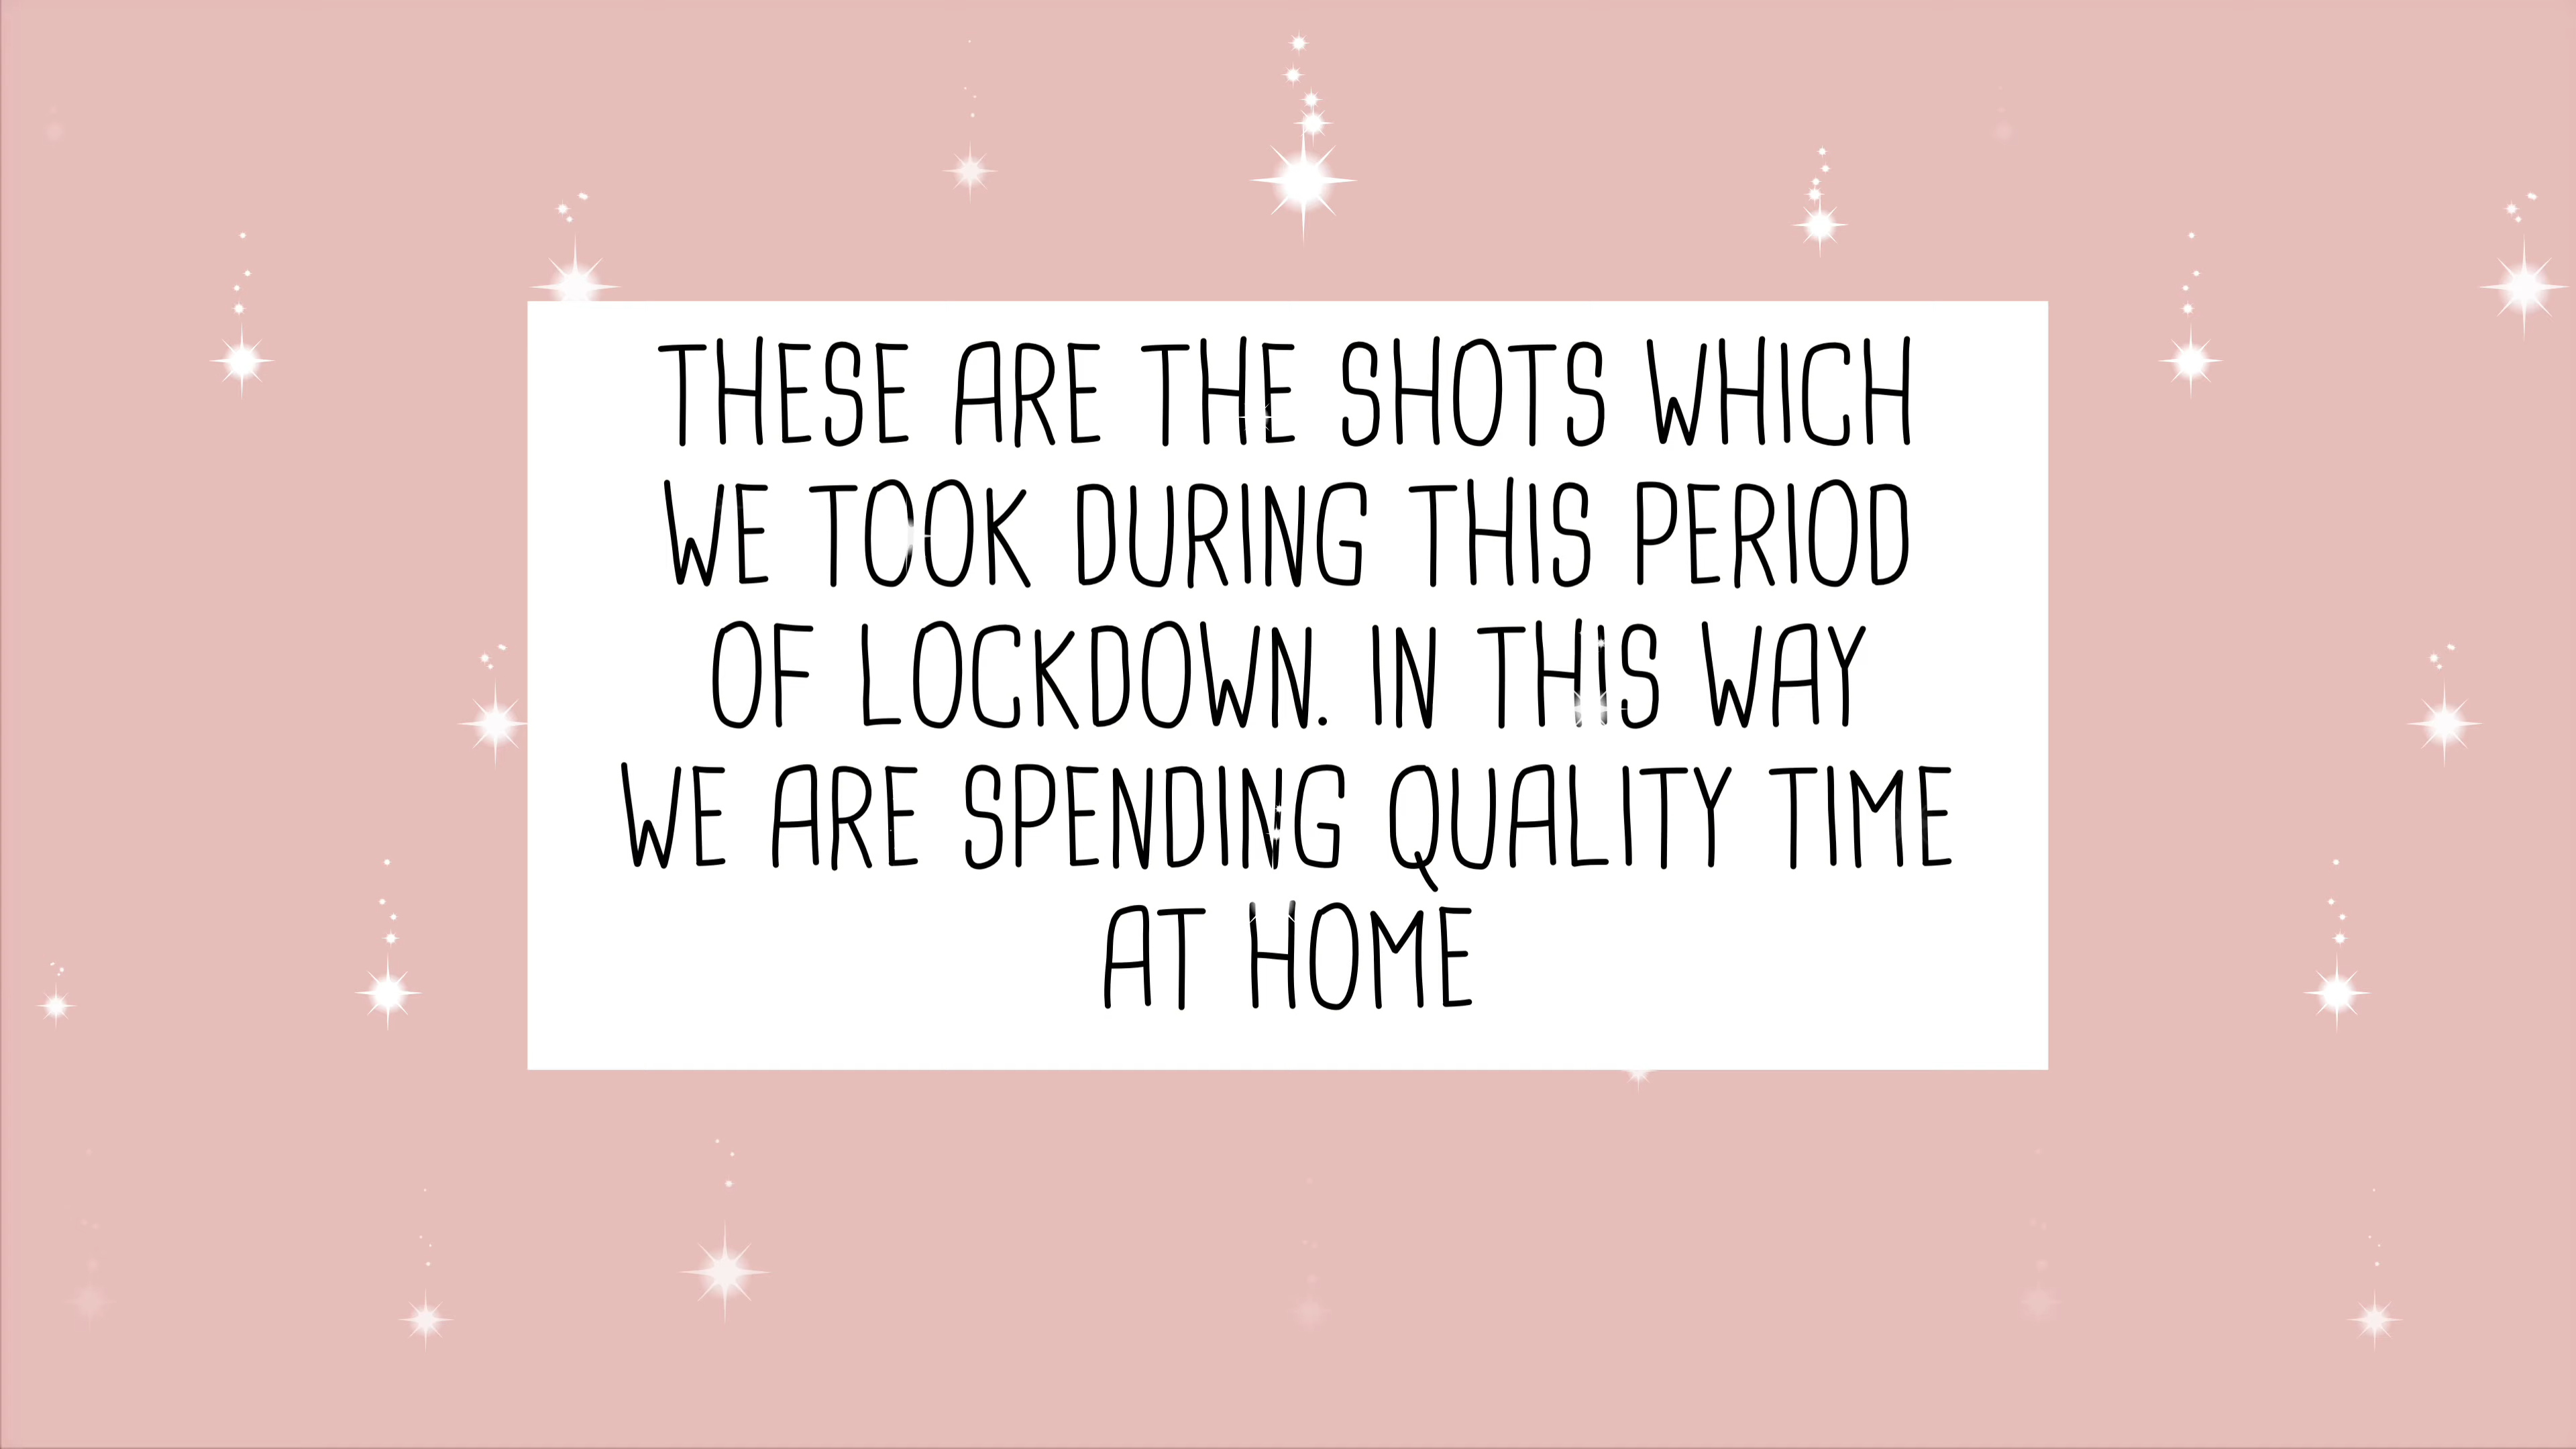 THESE ARE THE SHOTS WHICH
WE TOOK DURING THIS PERIOD
OF LOCKDOWN. IN THIS WAY
WE ARE SPENDING QUALITY TIME
AT HOME